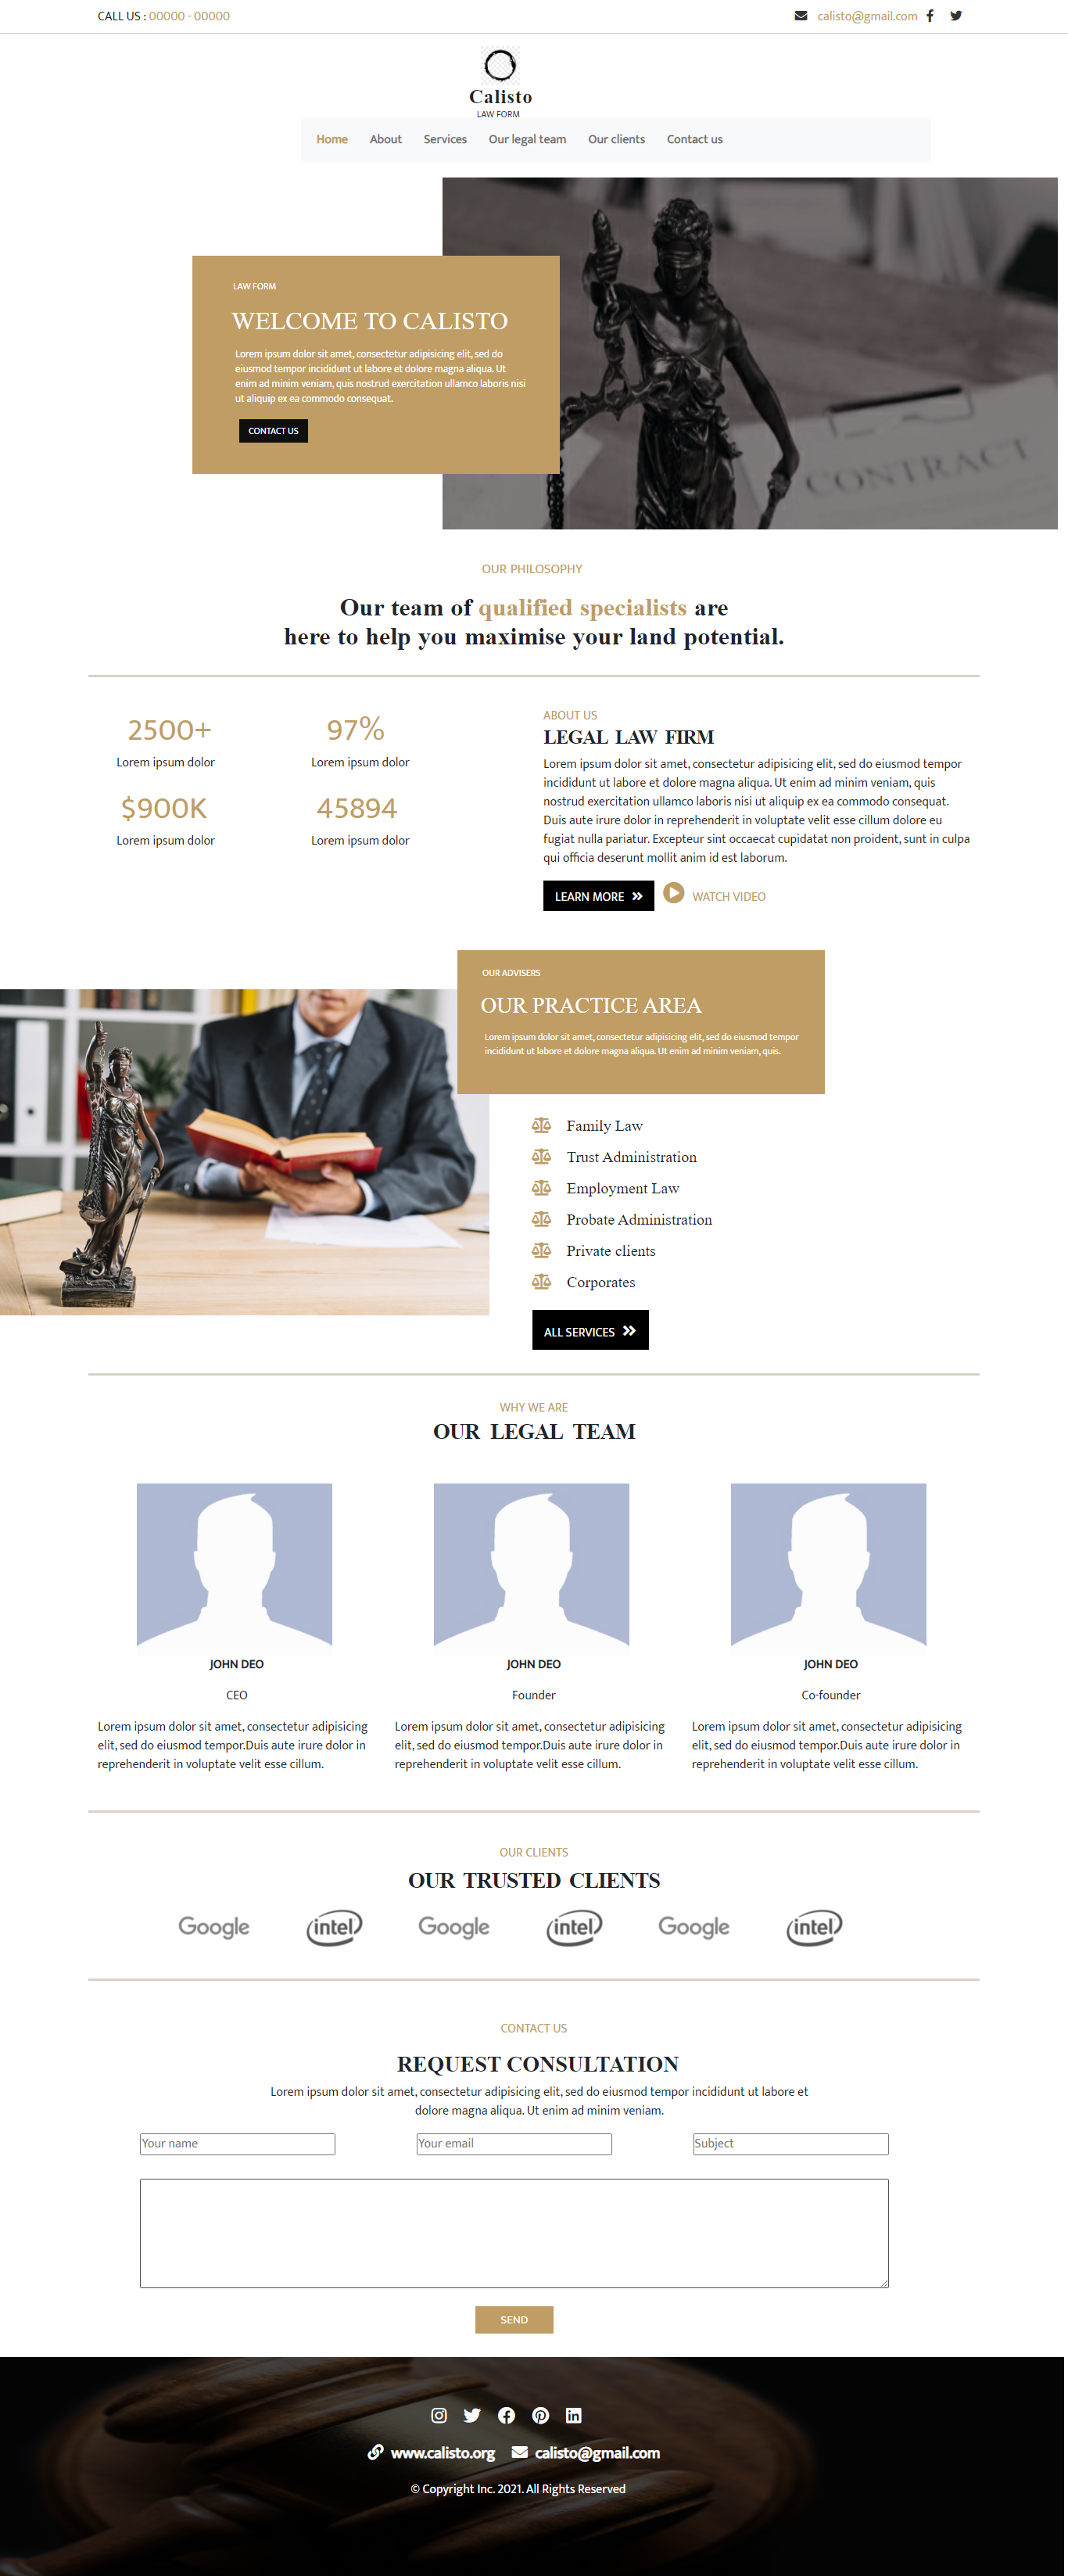 CALL US : 00000 - 00000
calisto@gmail.com
Calisto
LAW FORM
Home About Services Our legal team Our clients Contact us
LAW FORM
WELCOME TO CALISTO
Lorem ipsum dolor sit amet, consectetur adipisicing elit, sed do
eiusmod tempor incididunt ut labore et dolore magna aliqua. Ut
enim ad minim veniam, quis nostrud exercitation ullamco laboris nisi
ut aliquip ex ea commodo consequat.
CONTACT US
CONTRACT
OUR PHILOSOPHY
Our team of qualified specialists are
here to help you maximise your land potential.
2500+
Lorem ipsum dolor
97%
Lorem ipsum dolor
$900K
Lorem ipsum dolor
45894
Lorem ipsum dolor
ABOUT US
LEGAL LAW FIRM
Lorem ipsum dolor sit amet, consectetur adipisicing elit, sed do eiusmod tempor
incididunt ut labore et dolore magna aliqua. Ut enim ad minim veniam, quis
nostrud exercitation ullamco laboris nisi ut aliquip ex ea commodo consequat.
Duis aute irure dolor in reprehenderit in voluptate velit esse cillum dolore eu
fugiat nulla pariatur. Excepteur sint occaecat cupidatat non proident, sunt in culpa
qui officia deserunt mollit anim id est laborum.
LEARN MORE
WATCH VIDEO
OUR ADVISERS
OUR PRACTICE AREA
Lorem ipsum dolor sit amet, consectetur adipisicing elit, sed do eiusmod tempor
incididunt ut labore et dolore magna aliqua. Ut enim ad minim veniam, quis.
Family Law
Trust Administration
Employment Law
Probate Administration
Private clients
Corporates
ALL SERVICES
WHY WE ARE
OUR LEGAL TEAM
JOHN DEO
CEO
Lorem ipsum dolor sit amet, consectetur adipisicing
elit, sed do eiusmod tempor.Duis aute irure dolor in
reprehenderit in voluptate velit esse cillum.
JOHN DEO
Founder
Lorem ipsum dolor sit amet, consectetur adipisicing
elit, sed do eiusmod tempor.Duis aute irure dolor in
reprehenderit in voluptate velit esse cillum.
JOHN DEO
Co-founder
Lorem ipsum dolor sit amet, consectetur adipisicing
elit, sed do eiusmod tempor.Duis aute irure dolor in
reprehenderit in voluptate velit esse cillum.
OUR CLIENTS
OUR TRUSTED CLIENTS
Google intel Google intel Google intel
CONTACT US
REQUEST CONSULTATION
Lorem ipsum dolor sit amet, consectetur adipisicing elit, sed do eiusmod tempor incididunt ut labore et
dolore magna aliqua. Ut enim ad minim veniam.
Your name
Your email
Subject
SEND
www.calisto.org calisto@gmail.com
© Copyright Inc. 2021. All Rights Reserved